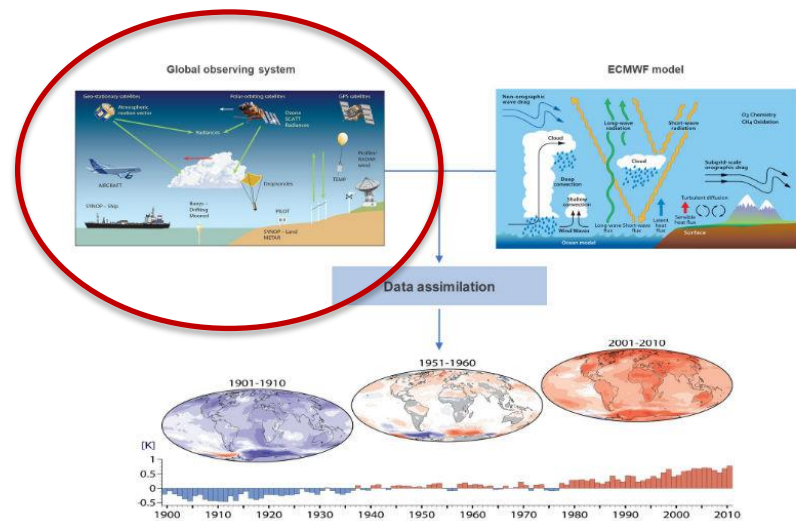 Global observing system
ECMWF model
Geo-stationary satellites
Polar-orbiting satellites
GPS satellites
Atmospheric
motion vector
Ozone
SCATT
Radiances
Radiances
AIRCRAFT
SYNOP - Ship
Buoys -
Drifting
Moored
Dropsondes
PILOT
SYNOP - Land
METAR
TEMP
Profiler/
RADAR
wind
Non-orographic
wave drag
Long-wave
radiation
Short-wave
radiation
O₃ Chemistry
CH₄ Oxidation
Cloud
Cloud
Deep
convection
Shallow
convection
Subgrid-scale
orographic drag
Turbulent diffusion
Wind Waves
Long-wave
flux
Short-wave
flux
Latent
heat
flux
Sensible
heat flux
Surface
Ocean model
Data assimilation
1901-1910
1951-1960
2001-2010
[K]
1
0.5
0
-0.5
1900
1910
1920
1930
1940
1950
1960
1970
1980
1990
2000
2010